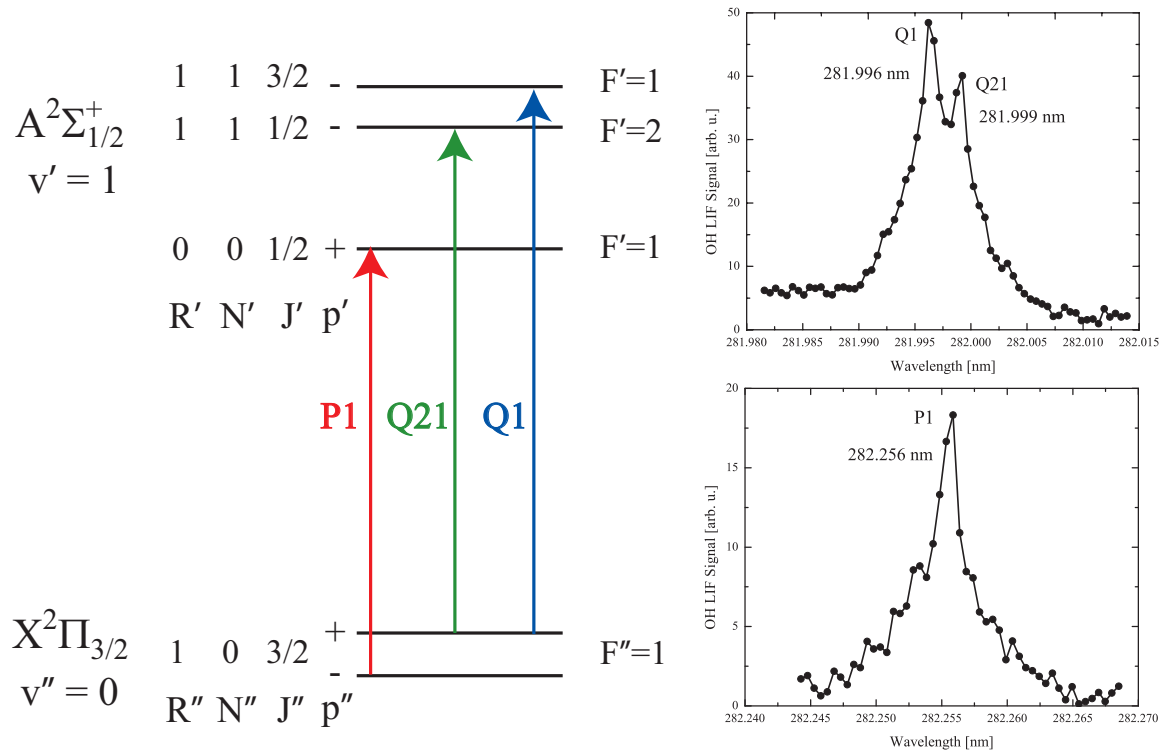 1 1 3/2 - F′=1
A²Σ⁺₁/₂ 1 1 1/2 - F′=2
v′ = 1
0 0 1/2 + F′=1
R′ N′ J′ p′
P1 Q21 Q1
+
X²Π₃/₂ 1 0 3/2 F″=1
-
v″ = 0
R″ N″ J″ p″
50
40
30
20
10
0
OH LIF Signal [arb. u.]
Q1
281.996 nm
Q21
281.999 nm
281.980 281.985 281.990 281.995 282.000 282.005 282.010 282.015
Wavelength [nm]
20
15
10
5
0
OH LIF Signal [arb. u.]
P1
282.256 nm
282.240 282.245 282.250 282.255 282.260 282.265 282.270
Wavelength [nm]